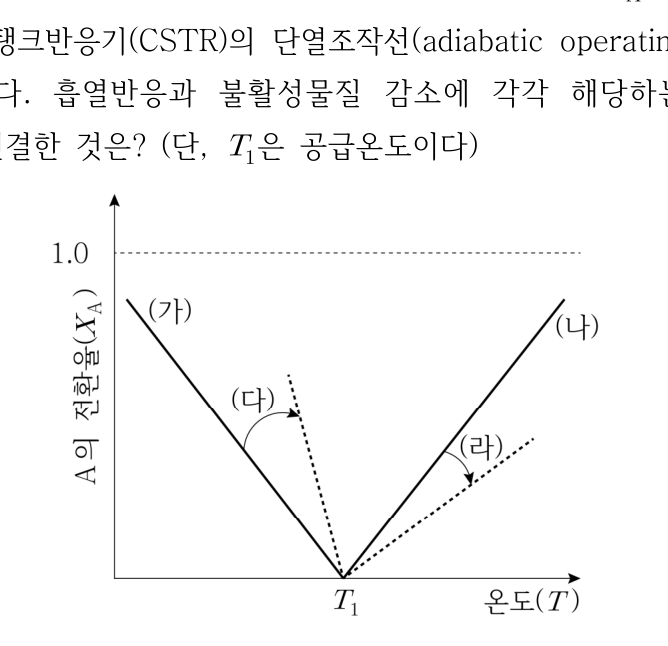 탱크반응기(CSTR)의 단열조작선(adiabatic operatin
다. 흡열반응과 불활성물질 감소에 각각 해당하는
결한 것은? (단, T₁은 공급온도이다)
1.0
(가)
(나)
(다)
(라)
A의 전환율(X_A)
T₁
온도(T)